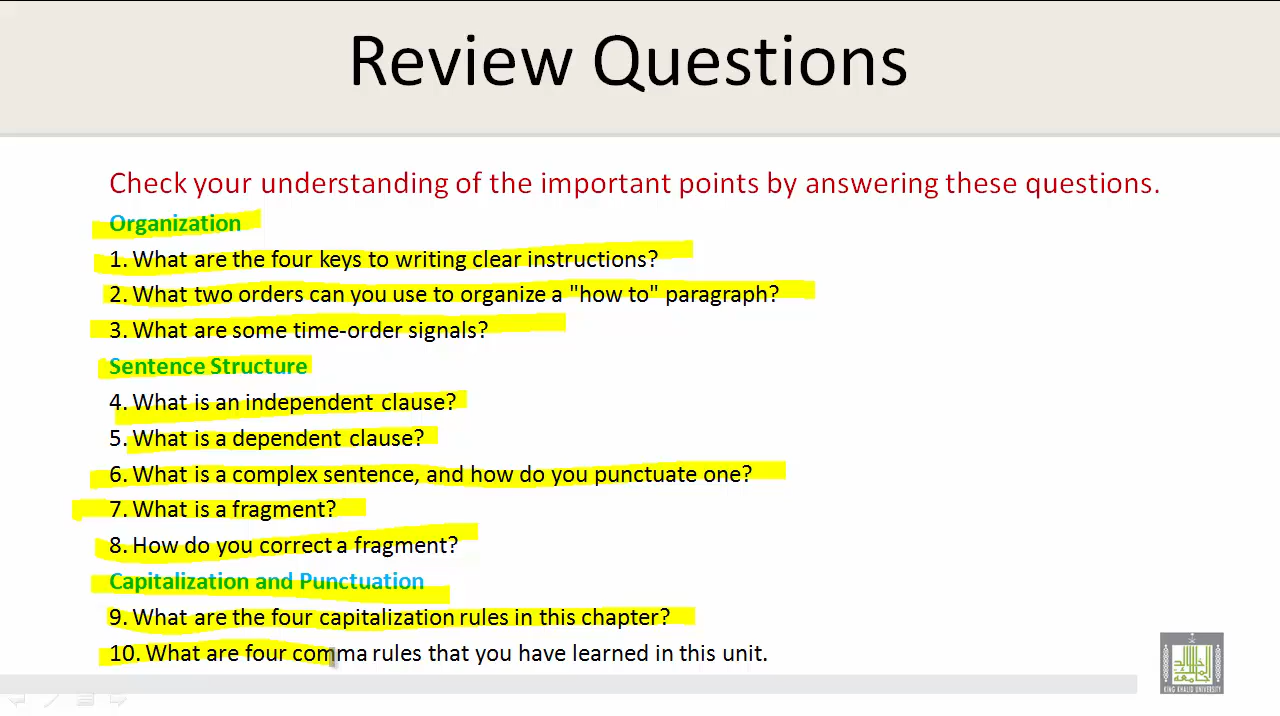 Review Questions
Check your understanding of the important points by answering these questions.
Organization
1. What are the four keys to writing clear instructions?
2. What two orders can you use to organize a "how to" paragraph?
3. What are some time-order signals?
Sentence Structure
4. What is an independent clause?
5. What is a dependent clause?
6. What is a complex sentence, and how do you punctuate one?
7. What is a fragment?
8. How do you correct a fragment?
Capitalization and Punctuation
9. What are the four capitalization rules in this chapter?
10. What are four comma rules that you have learned in this unit.
KING KHALID UNIVERSITY